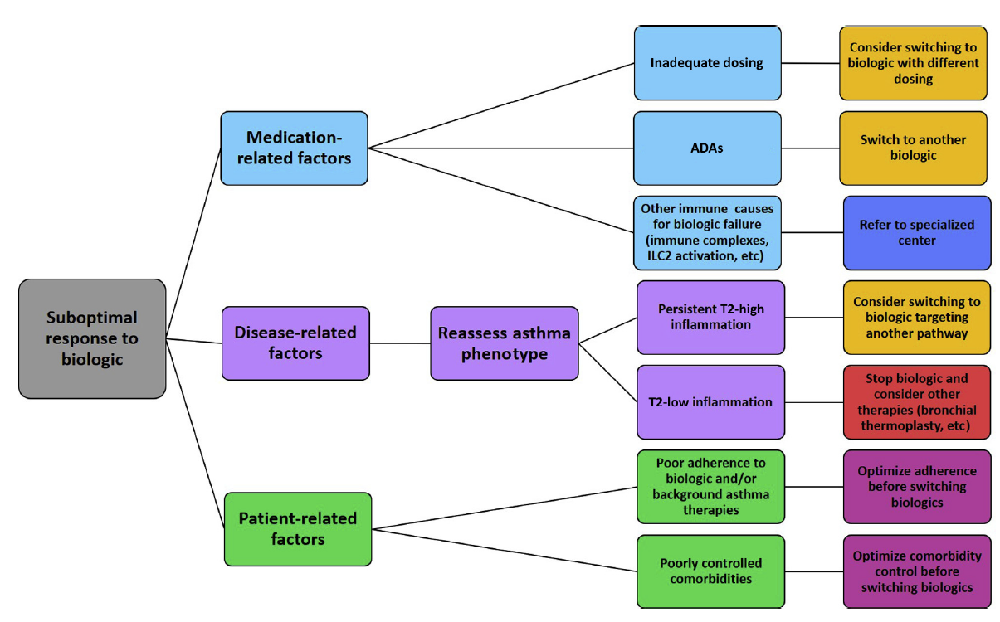 Suboptimal
response to
biologic
Medication-
related factors
Inadequate dosing
Consider switching to
biologic with different
dosing
ADAs
Switch to another
biologic
Other immune causes
for biologic failure
(immune complexes,
ILC2 activation, etc)
Refer to specialized
center
Disease-related
factors
Reassess asthma
phenotype
Persistent T2-high
inflammation
Consider switching to
biologic targeting
another pathway
T2-low inflammation
Stop biologic and
consider other
therapies (bronchial
thermoplasty, etc)
Patient-related
factors
Poor adherence to
biologic and/or
background asthma
therapies
Optimize adherence
before switching
biologics
Poorly controlled
comorbidities
Optimize comorbidity
control before
switching biologics